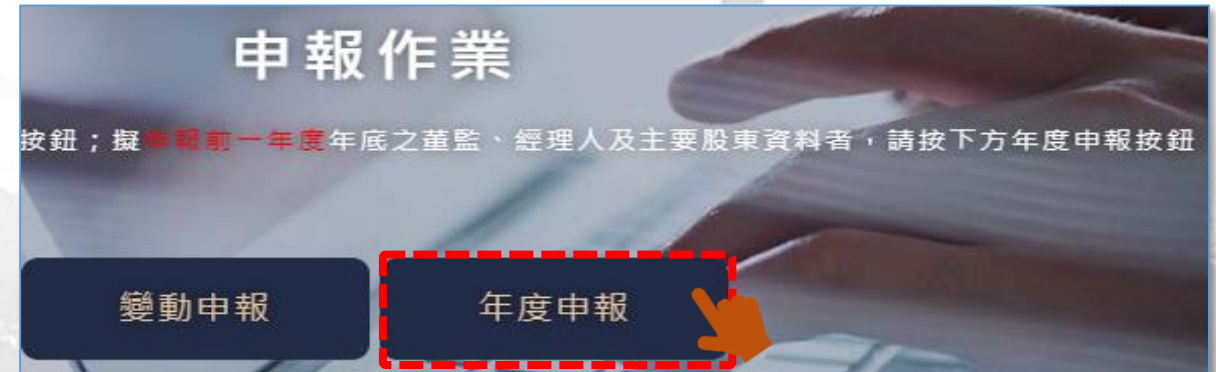 申報作業
按鈕；擬申報前一年度年底之董監、經理人及主要股東資料者，請按下方年度申報按鈕
變動申報
年度申報